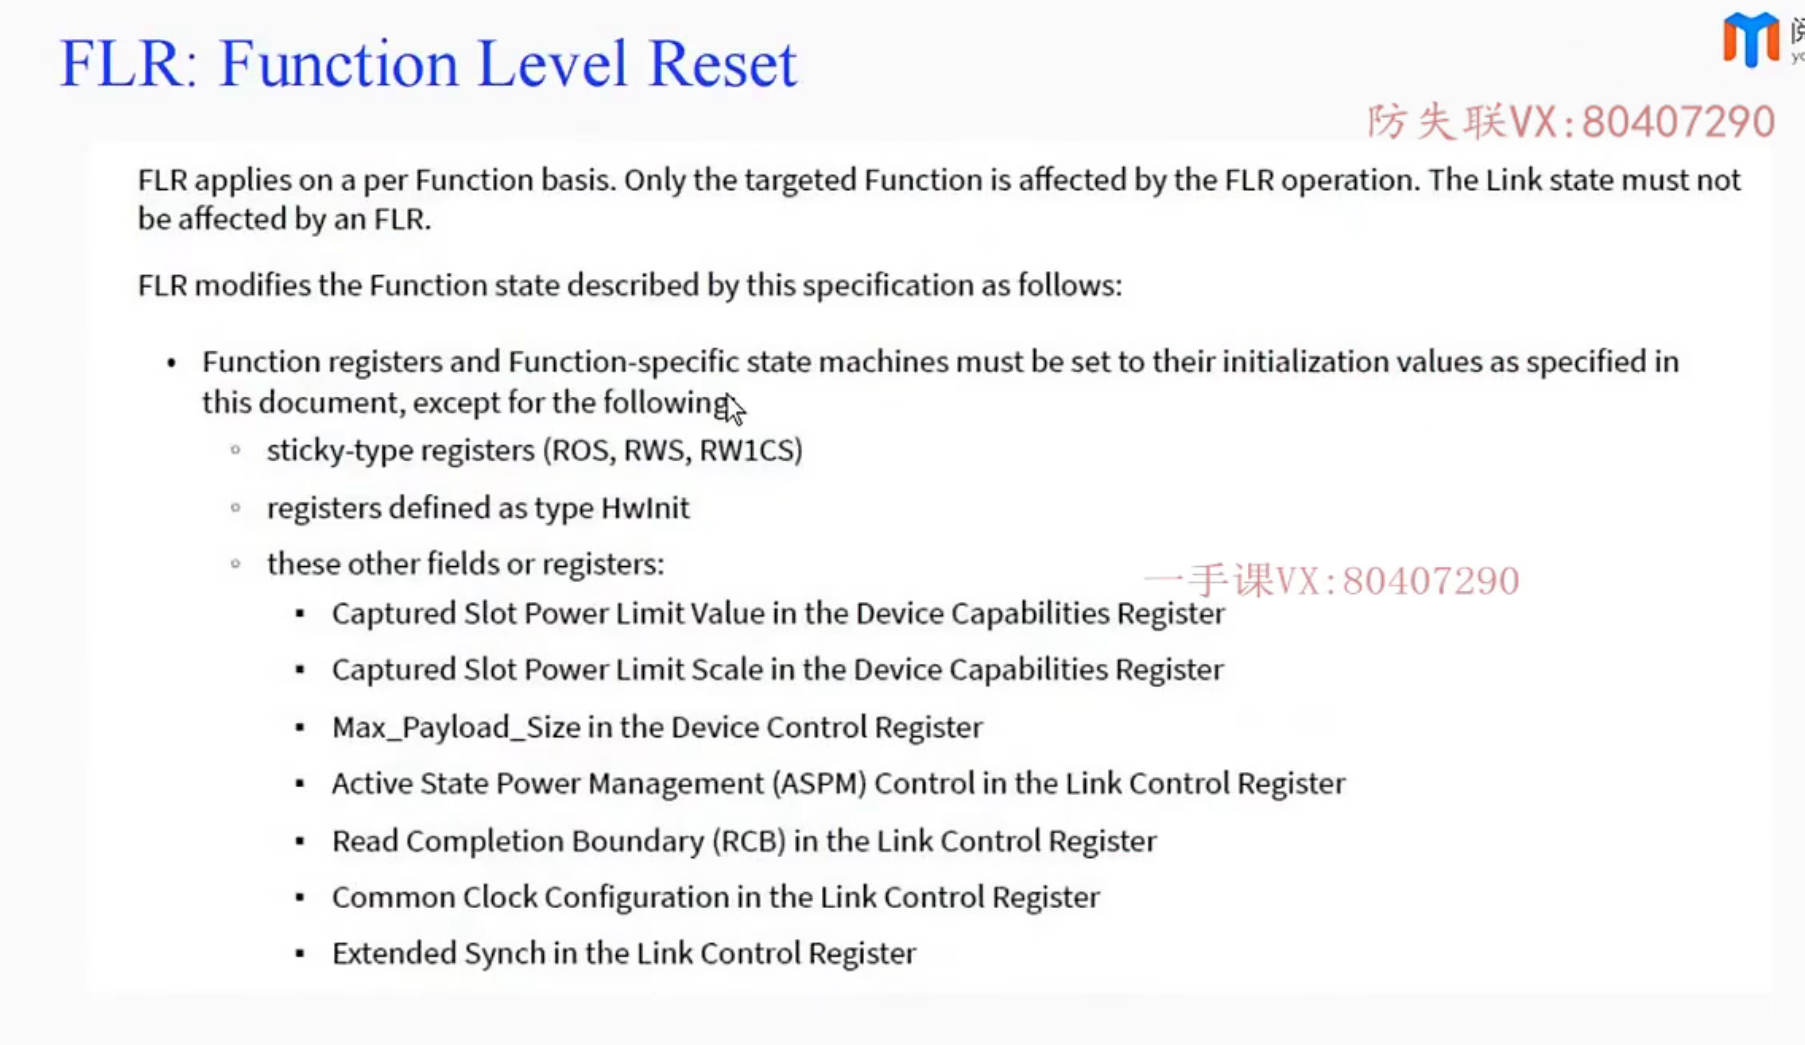 FLR: Function Level Reset
防失联VX:80407290
FLR applies on a per Function basis. Only the targeted Function is affected by the FLR operation. The Link state must not
be affected by an FLR.
FLR modifies the Function state described by this specification as follows:
• Function registers and Function-specific state machines must be set to their initialization values as specified in
this document, except for the following
◦ sticky-type registers (ROS, RWS, RW1CS)
◦ registers defined as type HwInit
◦ these other fields or registers:
一手课VX:80407290
▪ Captured Slot Power Limit Value in the Device Capabilities Register
▪ Captured Slot Power Limit Scale in the Device Capabilities Register
▪ Max_Payload_Size in the Device Control Register
▪ Active State Power Management (ASPM) Control in the Link Control Register
▪ Read Completion Boundary (RCB) in the Link Control Register
▪ Common Clock Configuration in the Link Control Register
▪ Extended Synch in the Link Control Register